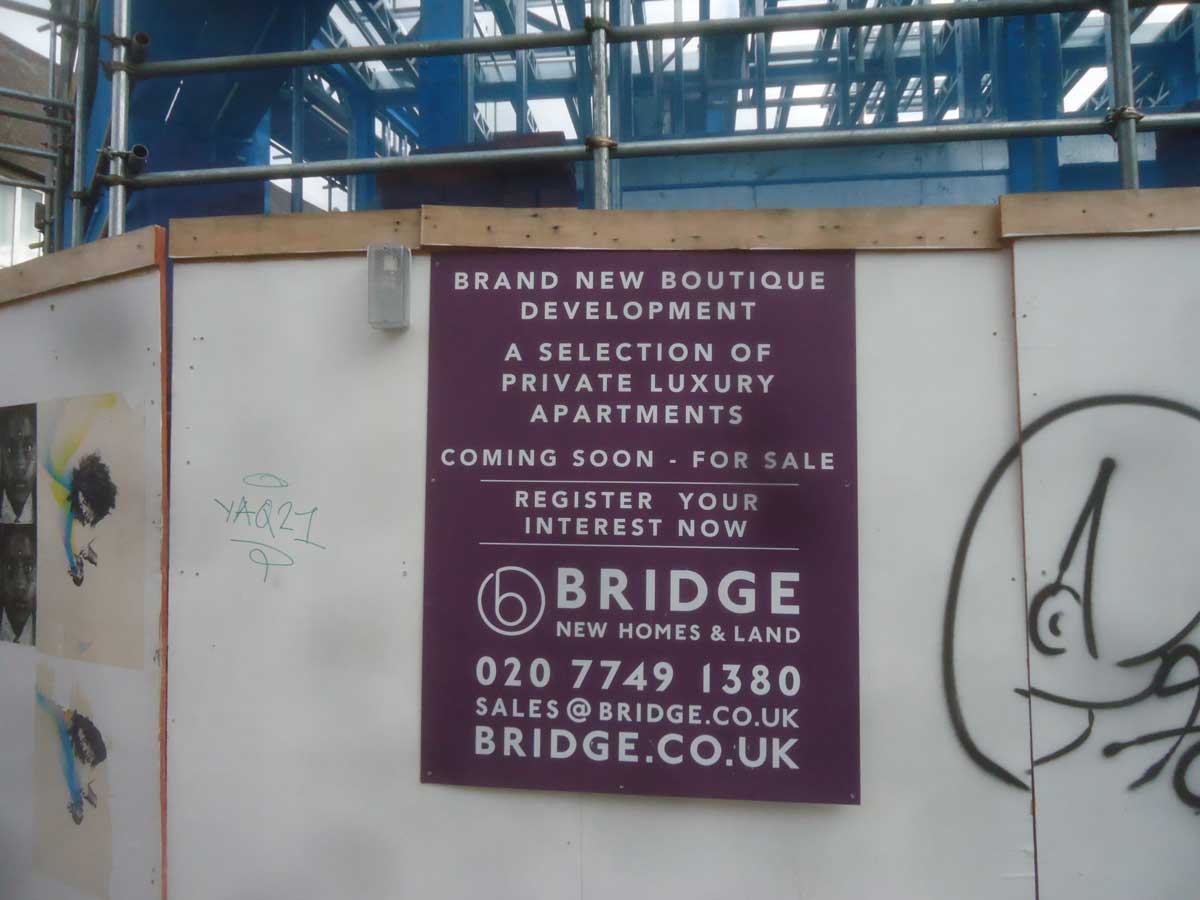 BRAND NEW BOUTIQUE
DEVELOPMENT
A SELECTION OF
PRIVATE LUXURY
APARTMENTS
COMING SOON - FOR SALE
REGISTER YOUR
INTEREST NOW
b BRIDGE
NEW HOMES & LAND
020 7749 1380
SALES@BRIDGE.CO.UK
BRIDGE.CO.UK
YAQ21